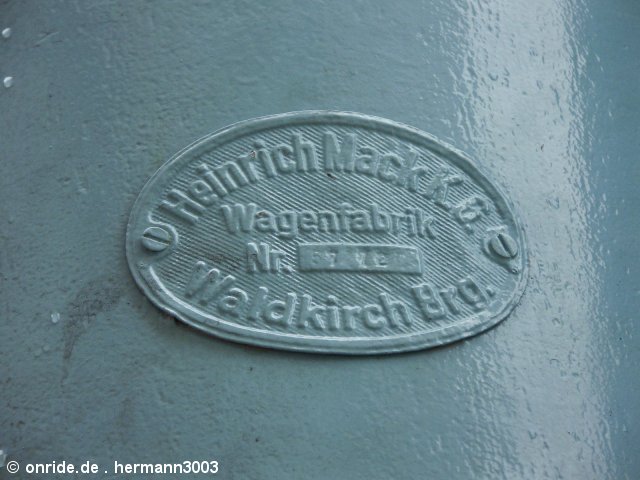 Heinrich Mack K.G.
Wagenfabrik
Nr.
Waldkirch Brg.
© onride.de . hermann3003